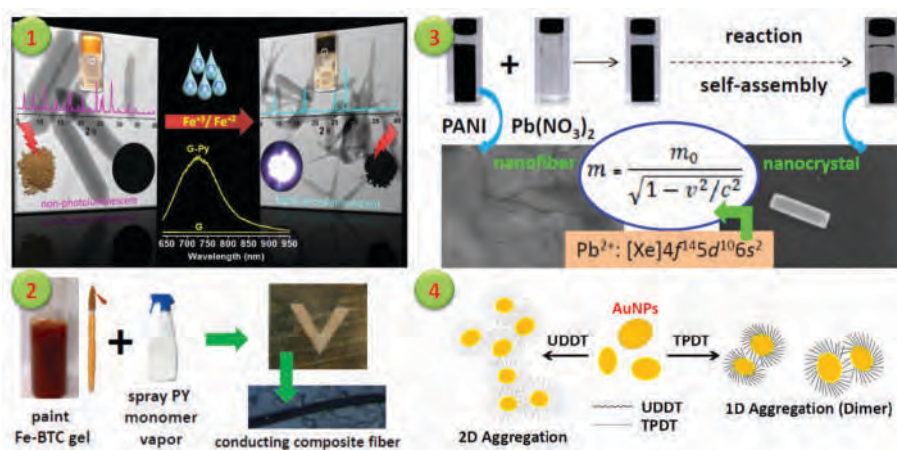 1
Fe⁺³/ Fe⁺²
G-Py
G
650 700 750 800 850 900 950
Wavelength (nm)
2θ
2θ
non-photoluminescent
2
paint
Fe-BTC gel
+
spray PY
monomer
vapor
conducting composite fiber
3
PANI
+
Pb(NO₃)₂
reaction
self-assembly
nanofiber
nanocrystal
m = m₀ / √(1 − v²/c²)
Pb²⁺: [Xe]4f¹⁴5d¹⁰6s²
4
AuNPs
UDDT
TPDT
UDDT
TPDT
2D Aggregation
1D Aggregation (Dimer)